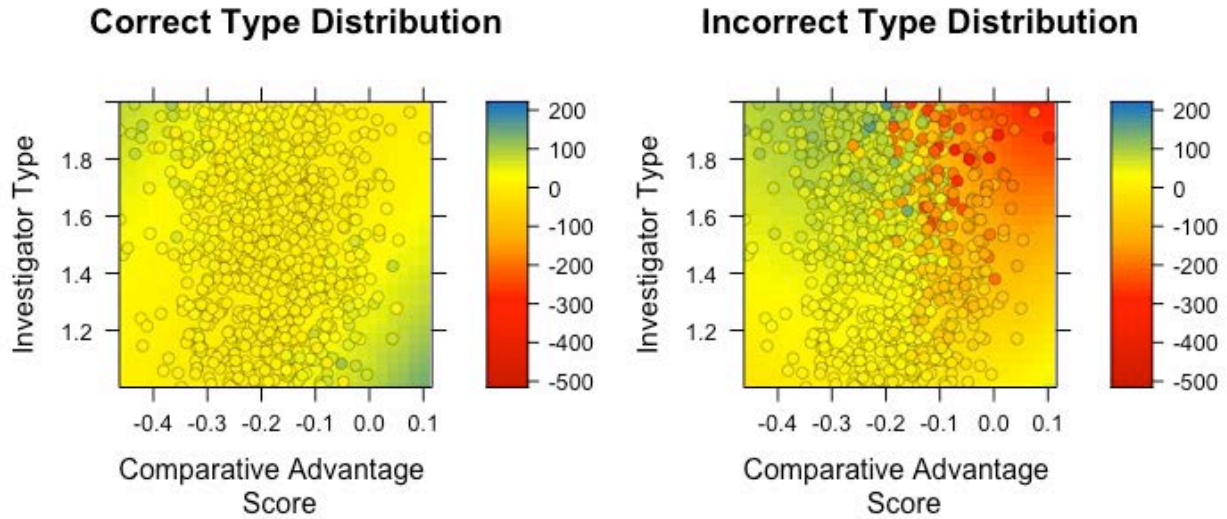 Correct Type Distribution
Investigator Type
1.8
1.6
1.4
1.2
-0.4 -0.3 -0.2 -0.1 0.0 0.1
Comparative Advantage
Score
200
100
0
-100
-200
-300
-400
-500
Incorrect Type Distribution
Investigator Type
1.8
1.6
1.4
1.2
-0.4 -0.3 -0.2 -0.1 0.0 0.1
Comparative Advantage
Score
200
100
0
-100
-200
-300
-400
-500